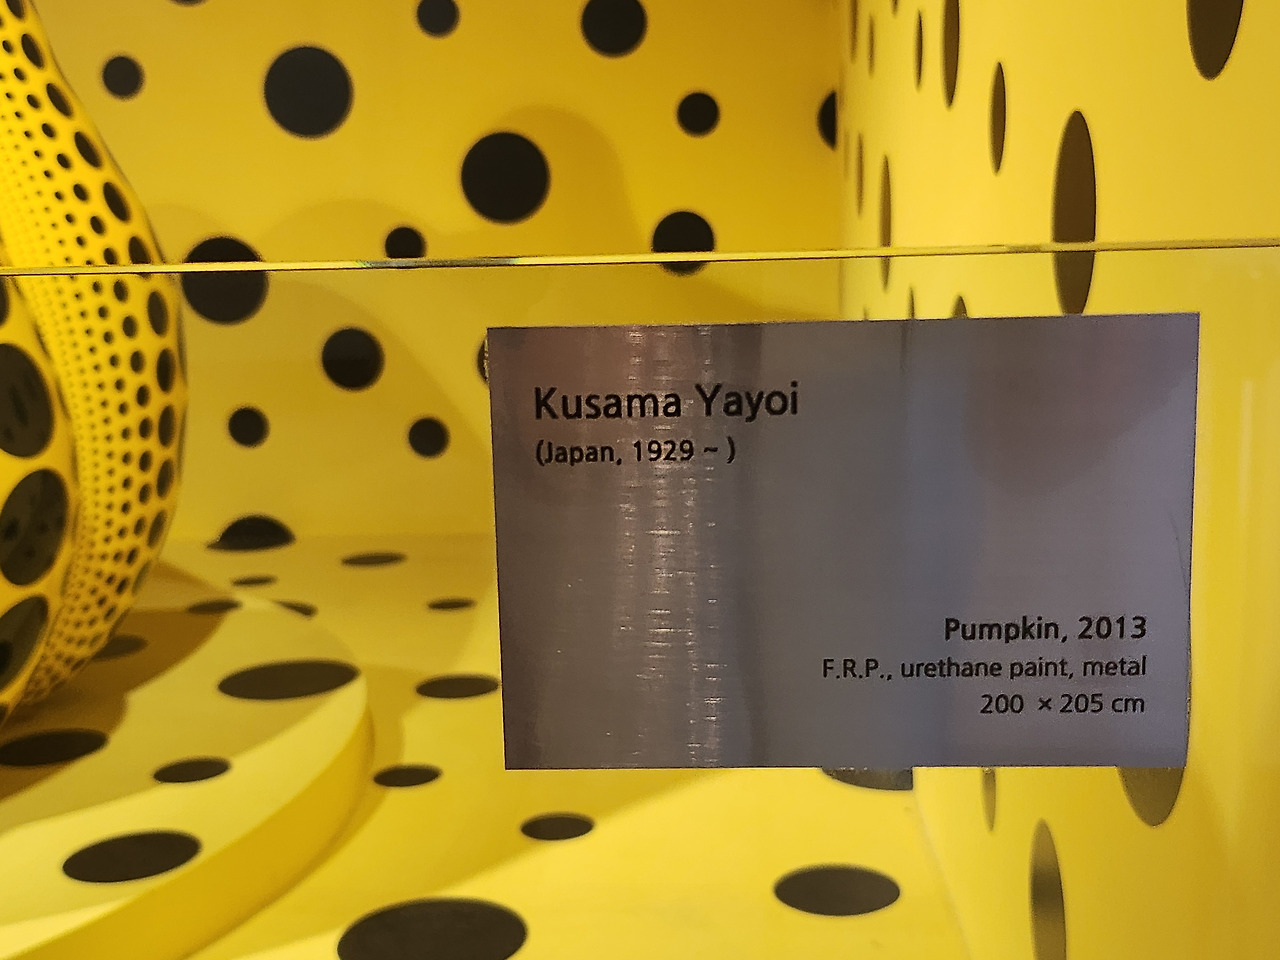 Kusama Yayoi
(Japan, 1929 ~ )
Pumpkin, 2013
F.R.P., urethane paint, metal
200 × 205 cm